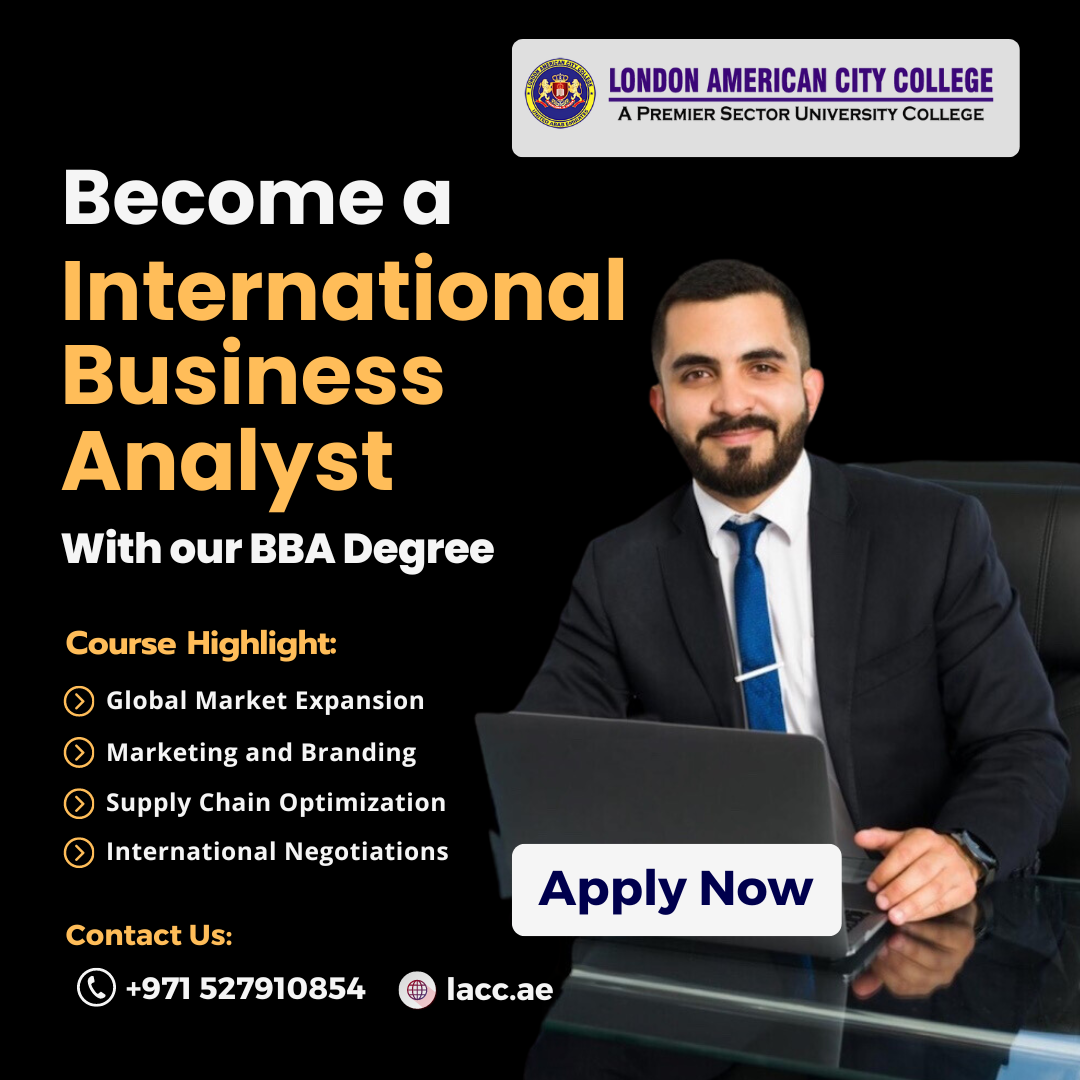 LONDON AMERICAN CITY COLLEGE
A PREMIER SECTOR UNIVERSITY COLLEGE
Become a
International
Business
Analyst
With our BBA Degree
Course Highlight:
Global Market Expansion
Marketing and Branding
Supply Chain Optimization
International Negotiations
Apply Now
Contact Us:
+971 527910854 lacc.ae